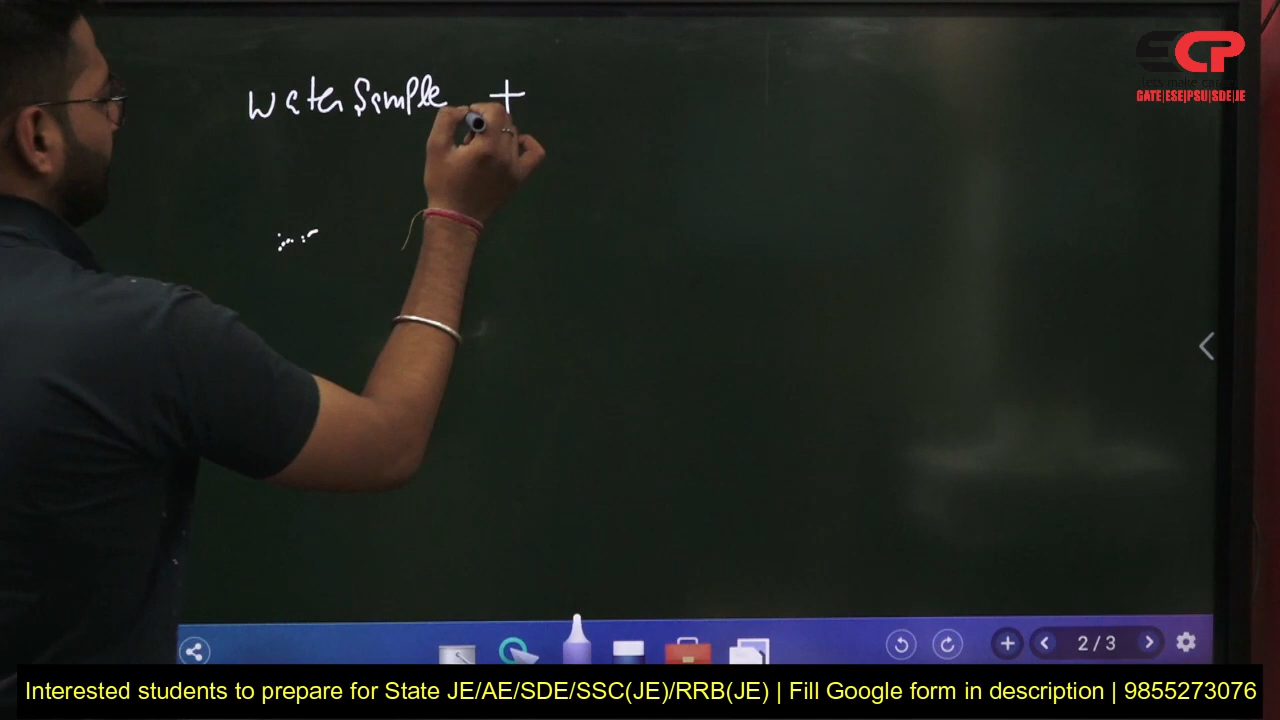 Water Sample +
ECP
GATE|ESE|PSU|SDE|JE
2 / 3
Interested students to prepare for State JE/AE/SDE/SSC(JE)/RRB(JE) | Fill Google form in description | 9855273076